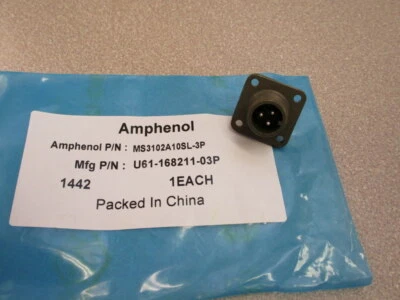 Amphenol
Amphenol P/N : MS3102A10SL-3P
Mfg P/N : U61-168211-03P
1442 1EACH
Packed In China